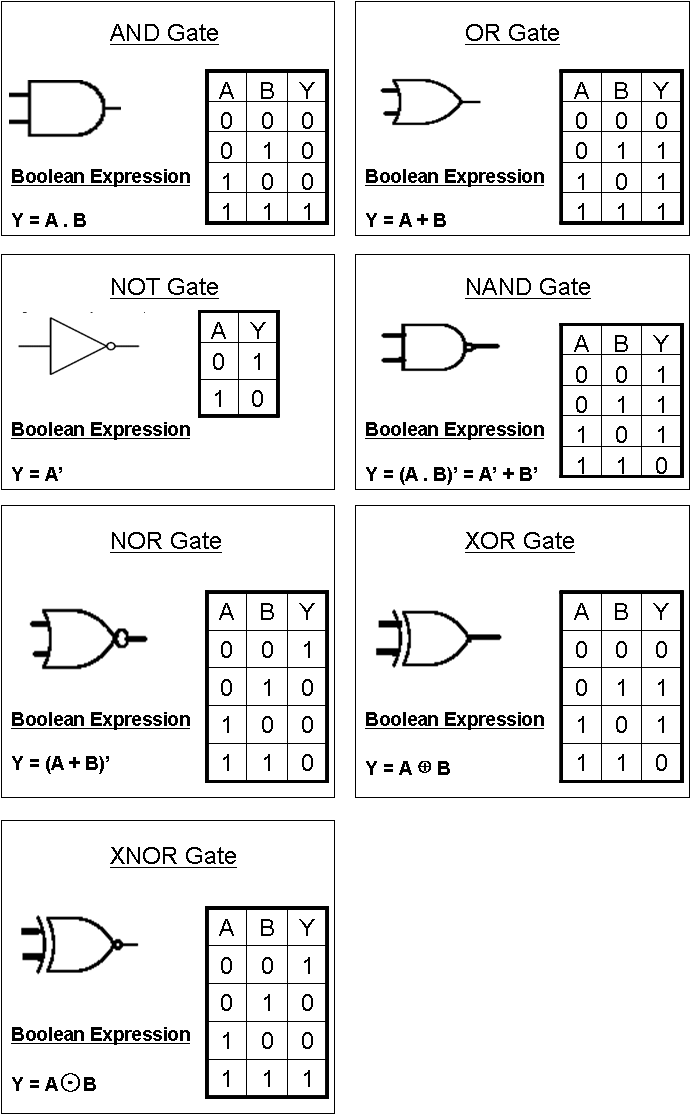 AND Gate
A B Y
0 0 0
0 1 0
1 0 0
1 1 1
Boolean Expression
Y = A . B
OR Gate
A B Y
0 0 0
0 1 1
1 0 1
1 1 1
Boolean Expression
Y = A + B
NOT Gate
A Y
0 1
1 0
Boolean Expression
Y = A’
NAND Gate
A B Y
0 0 1
0 1 1
1 0 1
1 1 0
Boolean Expression
Y = (A . B)’ = A’ + B’
NOR Gate
A B Y
0 0 1
0 1 0
1 0 0
1 1 0
Boolean Expression
Y = (A + B)’
XOR Gate
A B Y
0 0 0
0 1 1
1 0 1
1 1 0
Boolean Expression
Y = A ⊕ B
XNOR Gate
A B Y
0 0 1
0 1 0
1 0 0
1 1 1
Boolean Expression
Y = A ⊙ B